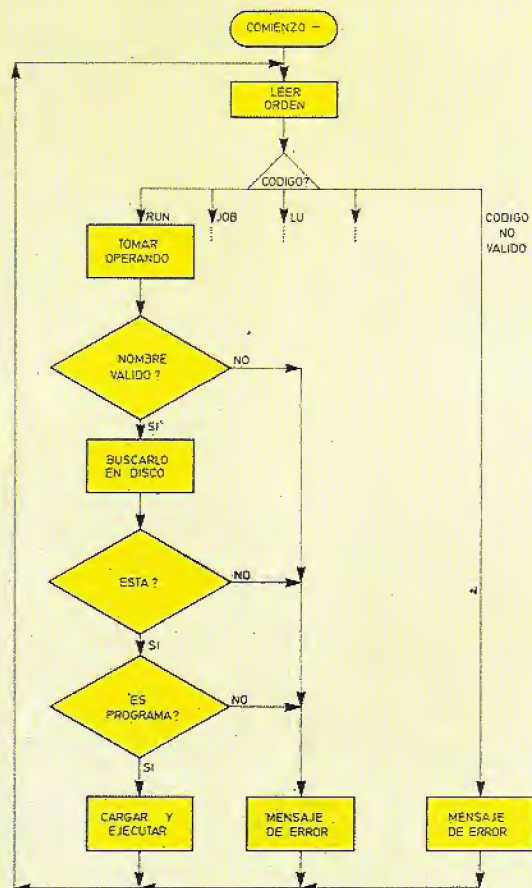 COMIENZO –
LEER
ORDEN
CODIGO?
RUN
JOB
LU
CODIGO
NO
VALIDO
TOMAR
OPERANDO
NOMBRE
VALIDO?
NO
SI
BUSCARLO
EN DISCO
ESTA?
NO
SI
ES
PROGRAMA?
NO
SI
CARGAR Y
EJECUTAR
MENSAJE
DE ERROR
MENSAJE
DE ERROR